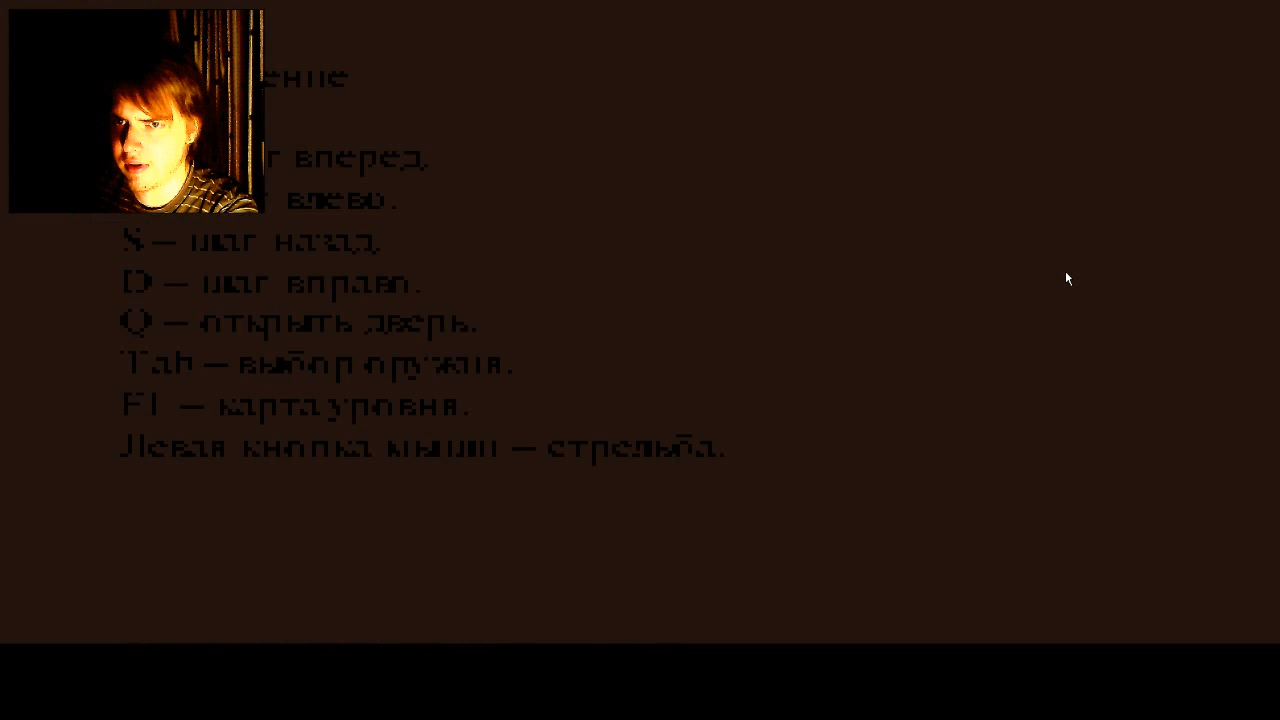 ение
г вперед.
г влево.
S — шаг назад.
D — шаг вправо.
Q — открыть дверь.
Tab — выбор оружия.
F1 — карта уровня.
Левая кнопка мыши — стрельба.